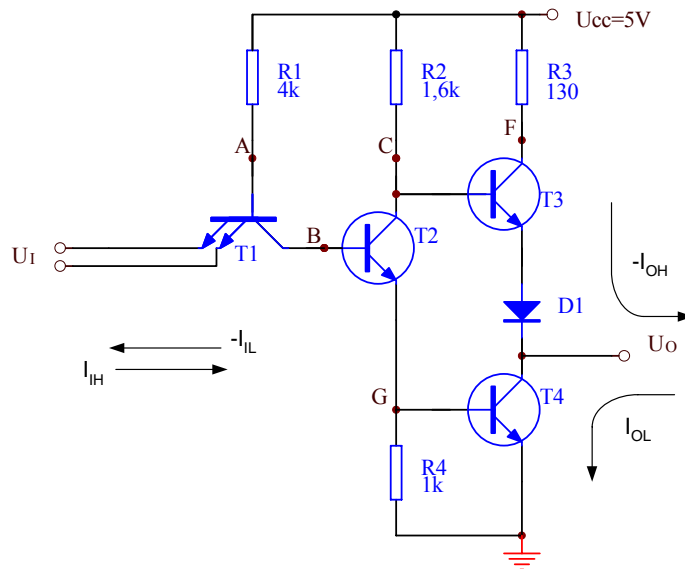 Ucc=5V
R1
4k
R2
1,6k
R3
130
F
A
C
T3
UI
T1
B
T2
-IOH
D1
-IIL
IIH
UO
G
T4
IOL
R4
1k